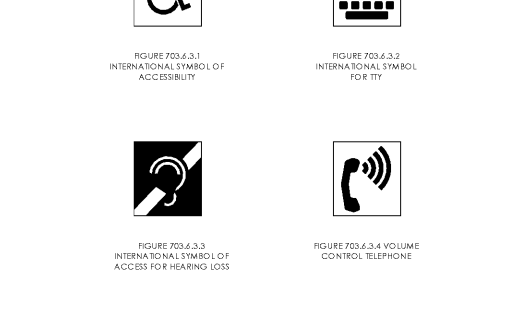 FIGURE 703.6.3.1
INTERNATIONAL SYMBOL OF
ACCESSIBILITY
FIGURE 703.6.3.2
INTERNATIONAL SYMBOL
FOR TTY
FIGURE 703.6.3.3
INTERNATIONAL SYMBOL OF
ACCESS FOR HEARING LOSS
FIGURE 703.6.3.4 VOLUME
CONTROL TELEPHONE